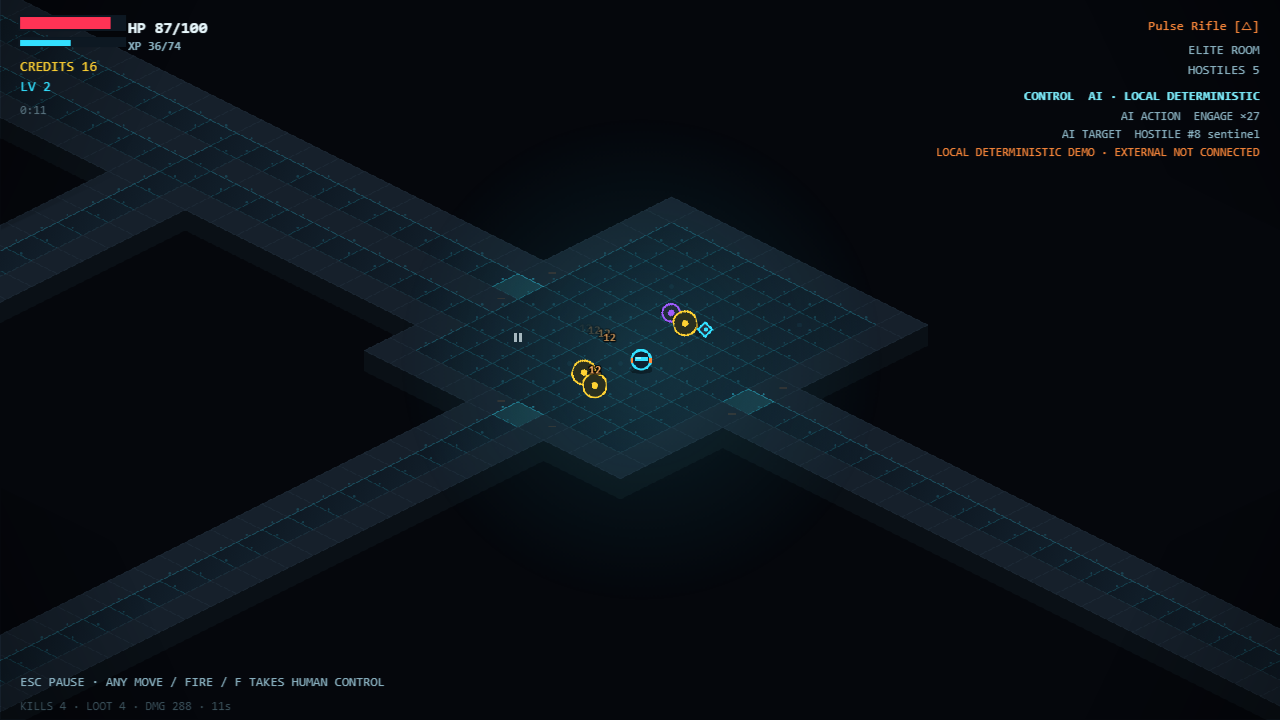 HP 87/100
XP 36/74
CREDITS 16
LV 2
0:11
Pulse Rifle [△]
ELITE ROOM
HOSTILES 5
CONTROL AI · LOCAL DETERMINISTIC
AI ACTION ENGAGE ×27
AI TARGET HOSTILE #8 sentinel
LOCAL DETERMINISTIC DEMO · EXTERNAL NOT CONNECTED
12
12
12
12
ESC PAUSE · ANY MOVE / FIRE / F TAKES HUMAN CONTROL
KILLS 4 · LOOT 4 · DMG 288 · 11s